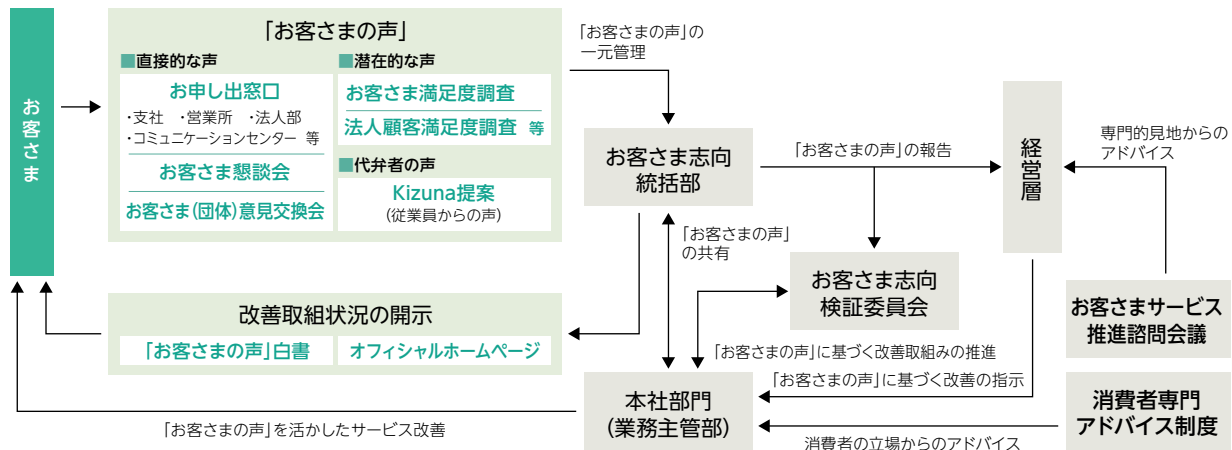 お客さま
「お客さまの声」
■直接的な声
お申し出窓口
・支社　・営業所　・法人部
・コミュニケーションセンター 等
お客さま懇談会
お客さま(団体)意見交換会
■潜在的な声
お客さま満足度調査
法人顧客満足度調査 等
■代弁者の声
Kizuna提案
(従業員からの声)
「お客さまの声」の
一元管理
お客さま志向
統括部
「お客さまの声」の報告
経営層
専門的見地からの
アドバイス
「お客さまの声」
の共有
お客さま志向
検証委員会
お客さまサービス
推進諮問会議
改善取組状況の開示
「お客さまの声」白書
オフィシャルホームページ
「お客さまの声」に基づく改善取組みの推進
「お客さまの声」に基づく改善の指示
本社部門
(業務主管部)
消費者専門
アドバイス制度
「お客さまの声」を活かしたサービス改善
消費者の立場からのアドバイス